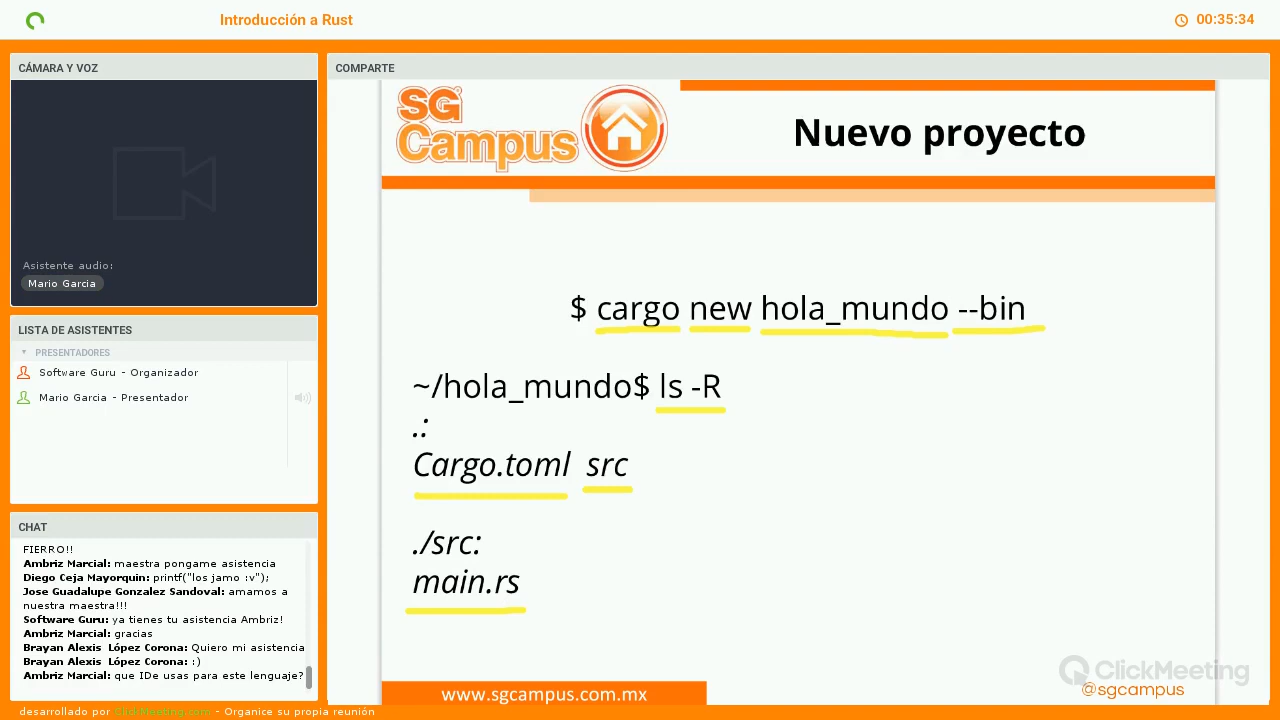 Introducción a Rust
00:35:34
CÁMARA Y VOZ
Asistente audio:
Mario Garcia
LISTA DE ASISTENTES
PRESENTADORES
Software Guru - Organizador
Mario Garcia - Presentador
CHAT
FIERRO!!
Ambriz Marcial: maestra pongame asistencia
Diego Ceja Mayorquin: printf("los jamo :v");
Jose Guadalupe Gonzalez Sandoval: amamos a
nuestra maestra!!!
Software Guru: ya tienes tu asistencia Ambriz!
Ambriz Marcial: gracias
Brayan Alexis López Corona: Quiero mi asistencia
Brayan Alexis López Corona: :)
Ambriz Marcial: que IDe usas para este lenguaje?
COMPARTE
SG
Campus
Nuevo proyecto
$ cargo new hola_mundo --bin
~/hola_mundo$ ls -R
.:
Cargo.toml src
./src:
main.rs
www.sgcampus.com.mx
ClickMeeting
@sgcampus
desarrollado por ClickMeeting.com - Organice su propia reunión